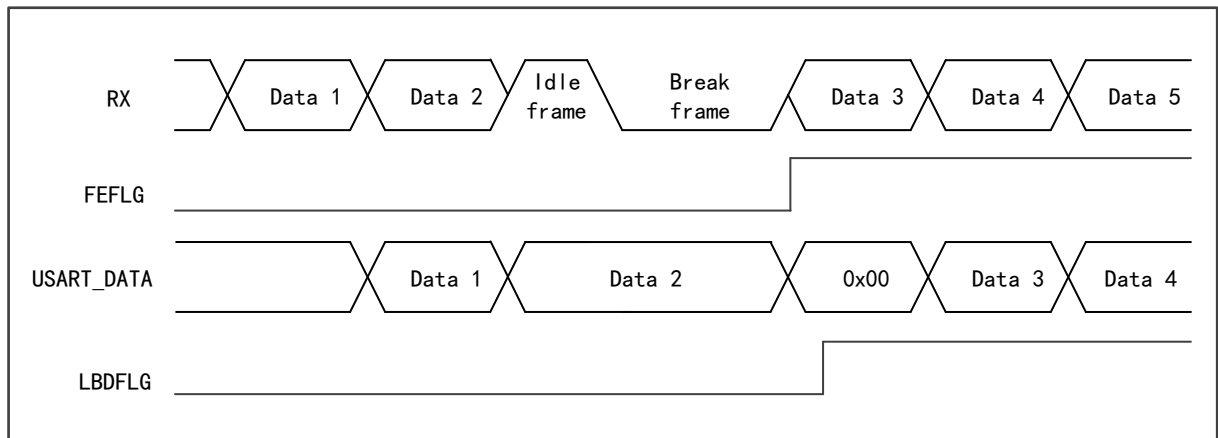 RX
Data 1
Data 2
Idle
frame
Break
frame
Data 3
Data 4
Data 5
FEFLG
USART_DATA
Data 1
Data 2
0x00
Data 3
Data 4
LBDFLG